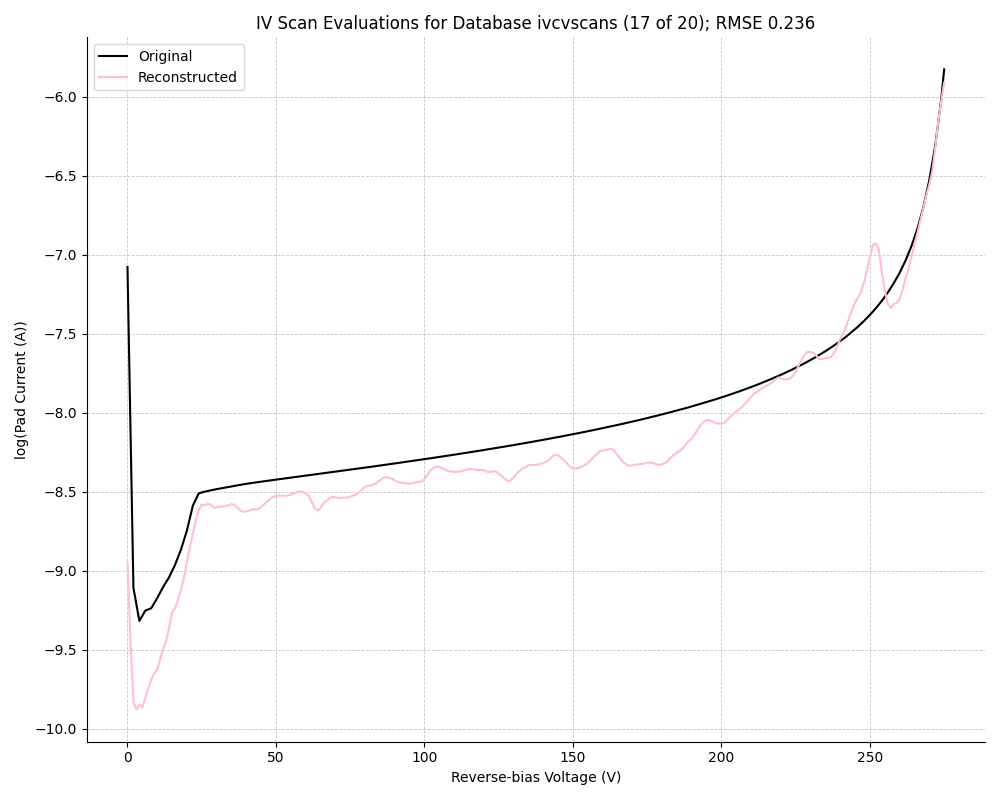 IV Scan Evaluations for Database ivcvscans (17 of 20); RMSE 0.236
Original
Reconstructed
log(Pad Current (A))
−6.0
−6.5
−7.0
−7.5
−8.0
−8.5
−9.0
−9.5
−10.0
0 50 100 150 200 250
Reverse-bias Voltage (V)